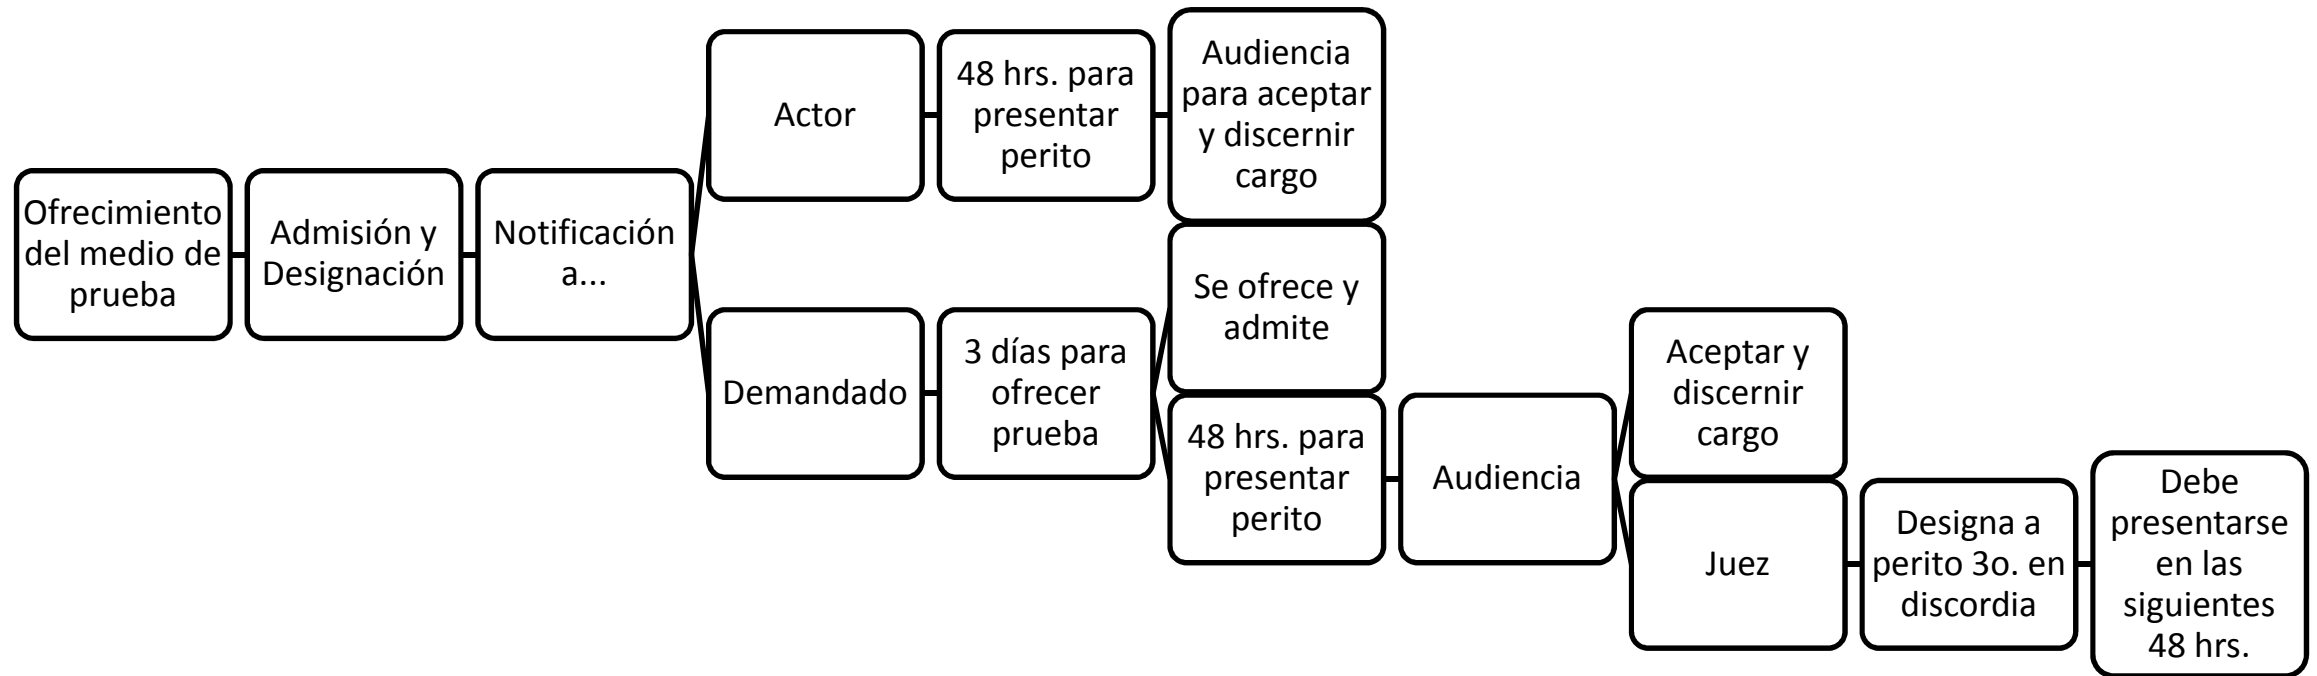 Ofrecimiento
del medio de
prueba
Admisión y
Designación
Notificación
a...
Actor
48 hrs. para
presentar
perito
Audiencia
para aceptar
y discernir
cargo
Demandado
3 días para
ofrecer
prueba
Se ofrece y
admite
48 hrs. para
presentar
perito
Audiencia
Aceptar y
discernir
cargo
Juez
Designa a
perito 3o. en
discordia
Debe
presentarse
en las
siguientes
48 hrs.